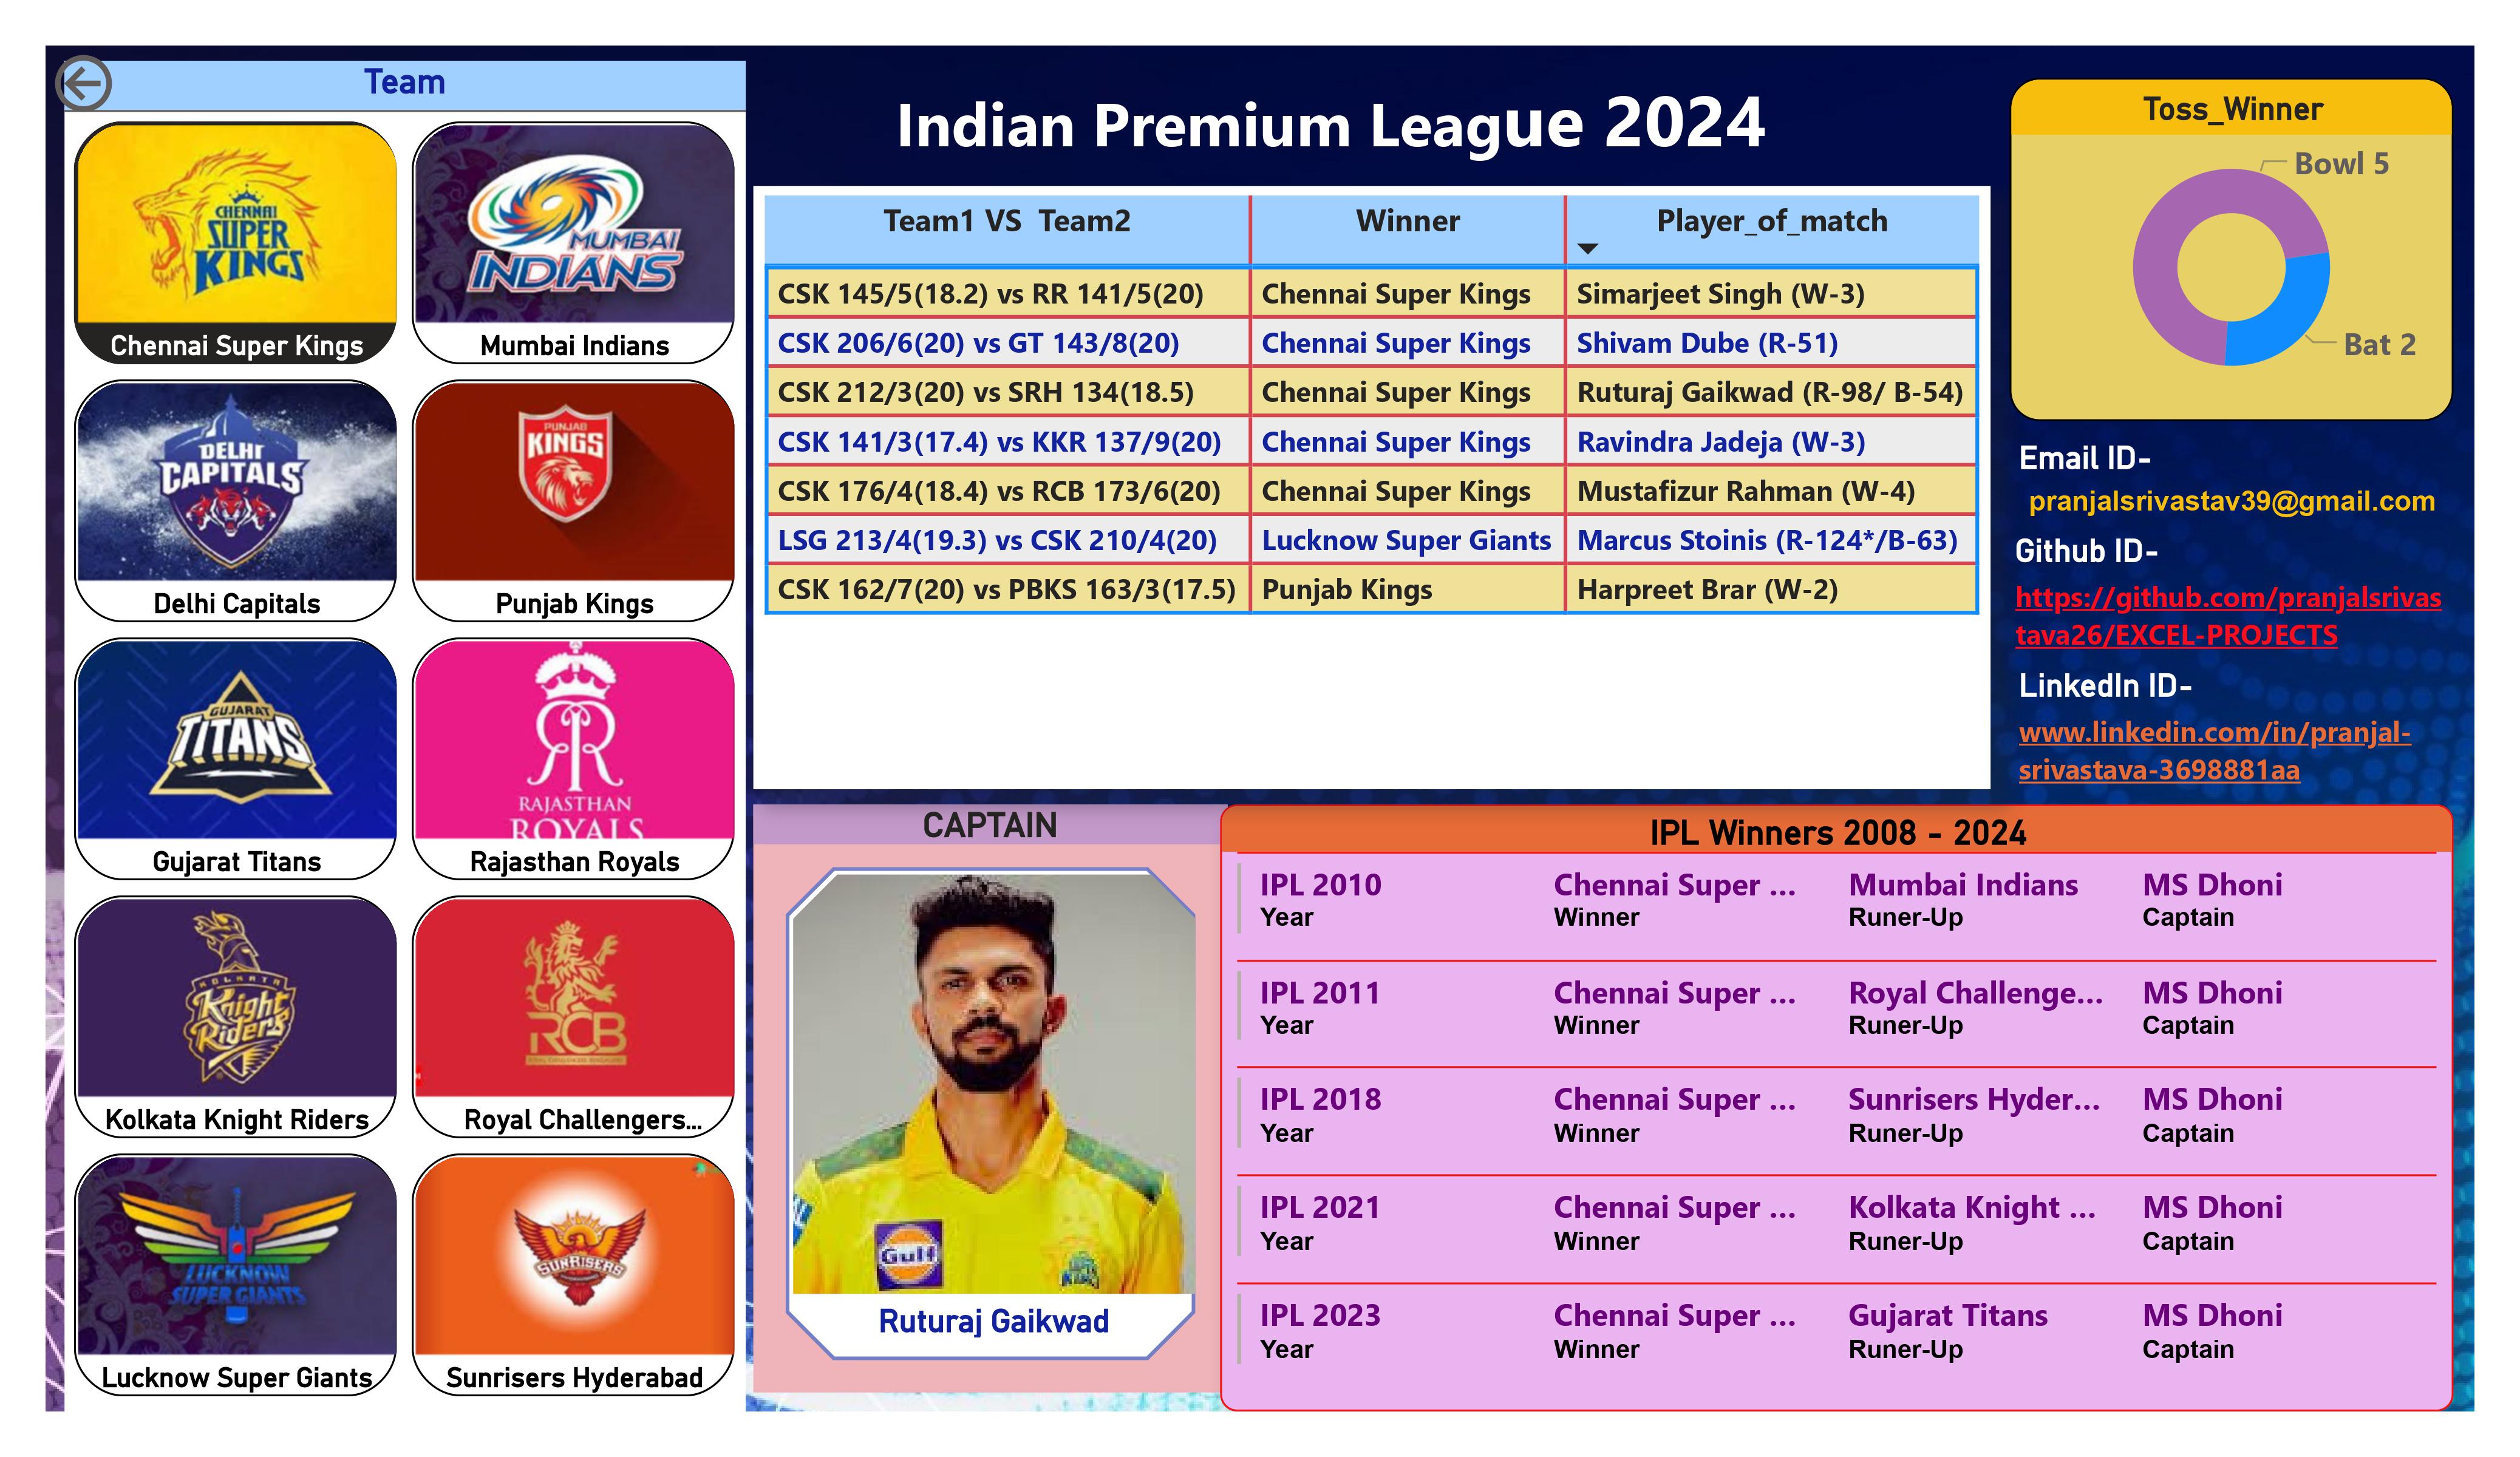 Team
CHENNAI
SUPER
KINGS
Chennai Super Kings
MUMBAI
INDIANS
Mumbai Indians
DELHI
CAPITALS
Delhi Capitals
PUNJAB
KINGS
Punjab Kings
GUJARAT
TITANS
Gujarat Titans
RAJASTHAN
ROYALS
Rajasthan Royals
KOLKATA
Knight
Riders
Kolkata Knight Riders
RCB
Royal Challengers...
LUCKNOW
SUPER GIANTS
Lucknow Super Giants
SUNRISERS
Sunrisers Hyderabad
Indian Premium League 2024
Team1 VS  Team2 Winner Player_of_match
CSK 145/5(18.2) vs RR 141/5(20) Chennai Super Kings Simarjeet Singh (W-3)
CSK 206/6(20) vs GT 143/8(20) Chennai Super Kings Shivam Dube (R-51)
CSK 212/3(20) vs SRH 134(18.5) Chennai Super Kings Ruturaj Gaikwad (R-98/ B-54)
CSK 141/3(17.4) vs KKR 137/9(20) Chennai Super Kings Ravindra Jadeja (W-3)
CSK 176/4(18.4) vs RCB 173/6(20) Chennai Super Kings Mustafizur Rahman (W-4)
LSG 213/4(19.3) vs CSK 210/4(20) Lucknow Super Giants Marcus Stoinis (R-124*/B-63)
CSK 162/7(20) vs PBKS 163/3(17.5) Punjab Kings Harpreet Brar (W-2)
Toss_Winner
Bowl 5
Bat 2
Email ID-
pranjalsrivastav39@gmail.com
Github ID-
https://github.com/pranjalsrivas
tava26/EXCEL-PROJECTS
LinkedIn ID-
www.linkedin.com/in/pranjal-
srivastava-3698881aa
CAPTAIN
Gulf
Ruturaj Gaikwad
IPL Winners 2008 - 2024
IPL 2010 Chennai Super ... Mumbai Indians MS Dhoni
Year Winner Runer-Up Captain
IPL 2011 Chennai Super ... Royal Challenge... MS Dhoni
Year Winner Runer-Up Captain
IPL 2018 Chennai Super ... Sunrisers Hyder... MS Dhoni
Year Winner Runer-Up Captain
IPL 2021 Chennai Super ... Kolkata Knight ... MS Dhoni
Year Winner Runer-Up Captain
IPL 2023 Chennai Super ... Gujarat Titans MS Dhoni
Year Winner Runer-Up Captain